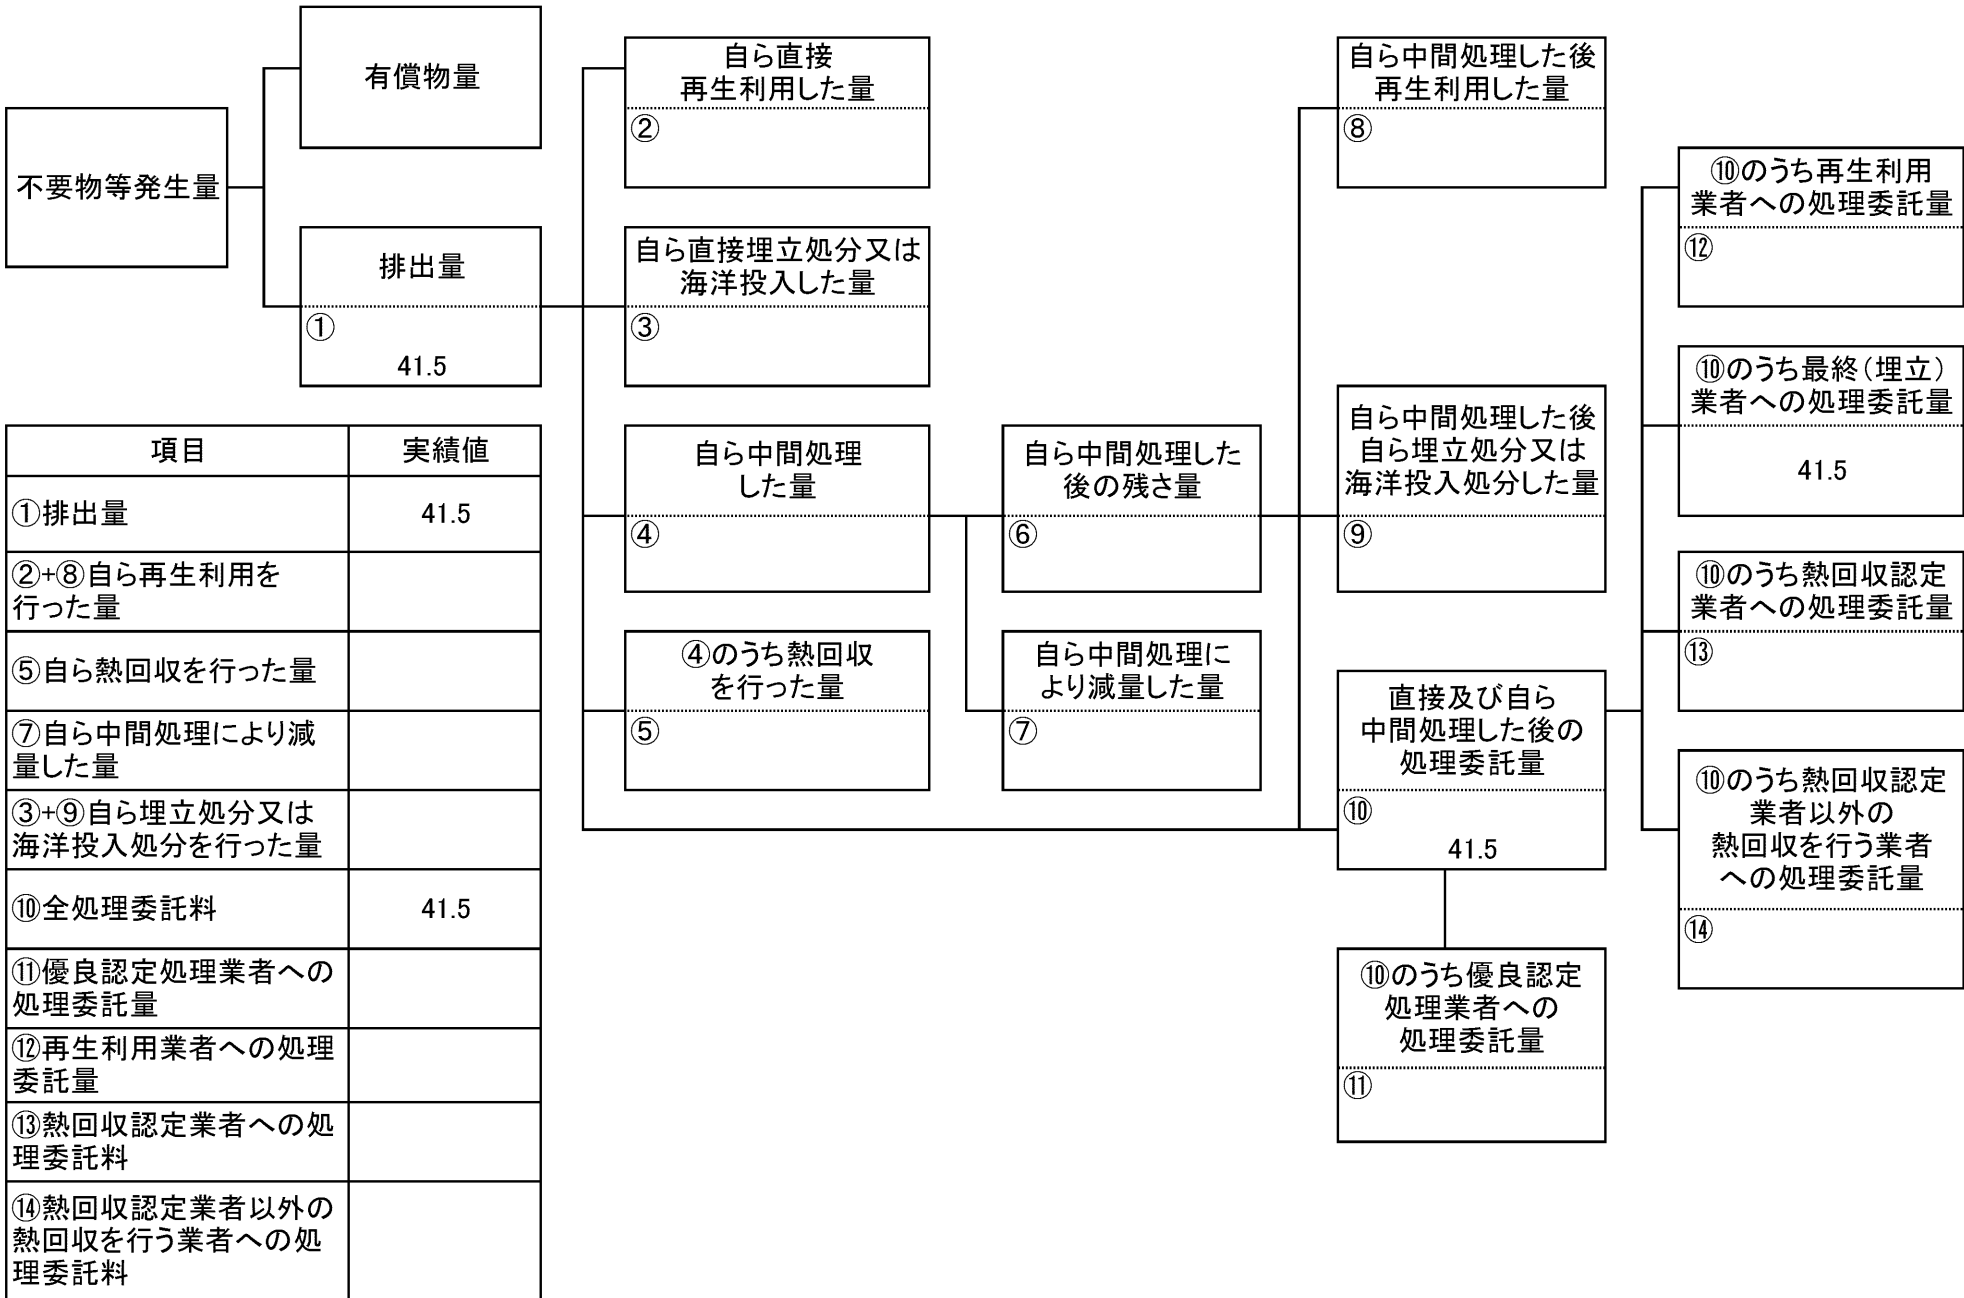 不要物等発生量
有償物量
排出量
①
41.5
自ら直接
再生利用した量
②
自ら直接埋立処分又は
海洋投入した量
③
自ら中間処理
した量
④
④のうち熱回収
を行った量
⑤
自ら中間処理した
後の残さ量
⑥
自ら中間処理に
より減量した量
⑦
自ら中間処理した後
再生利用した量
⑧
自ら中間処理した後
自ら埋立処分又は
海洋投入処分した量
⑨
直接及び自ら
中間処理した後の
処理委託量
⑩
41.5
⑩のうち優良認定
処理業者への
処理委託量
⑪
⑩のうち再生利用
業者への処理委託量
⑫
⑩のうち最終（埋立）
業者への処理委託量
41.5
⑩のうち熱回収認定
業者への処理委託量
⑬
⑩のうち熱回収認定
業者以外の
熱回収を行う業者
への処理委託量
⑭
項目 実績値
①排出量 41.5
②+⑧自ら再生利用を
行った量
⑤自ら熱回収を行った量
⑦自ら中間処理により減
量した量
③+⑨自ら埋立処分又は
海洋投入処分を行った量
⑩全処理委託料 41.5
⑪優良認定処理業者への
処理委託量
⑫再生利用業者への処理
委託量
⑬熱回収認定業者への処
理委託料
⑭熱回収認定業者以外の
熱回収を行う業者への処
理委託料